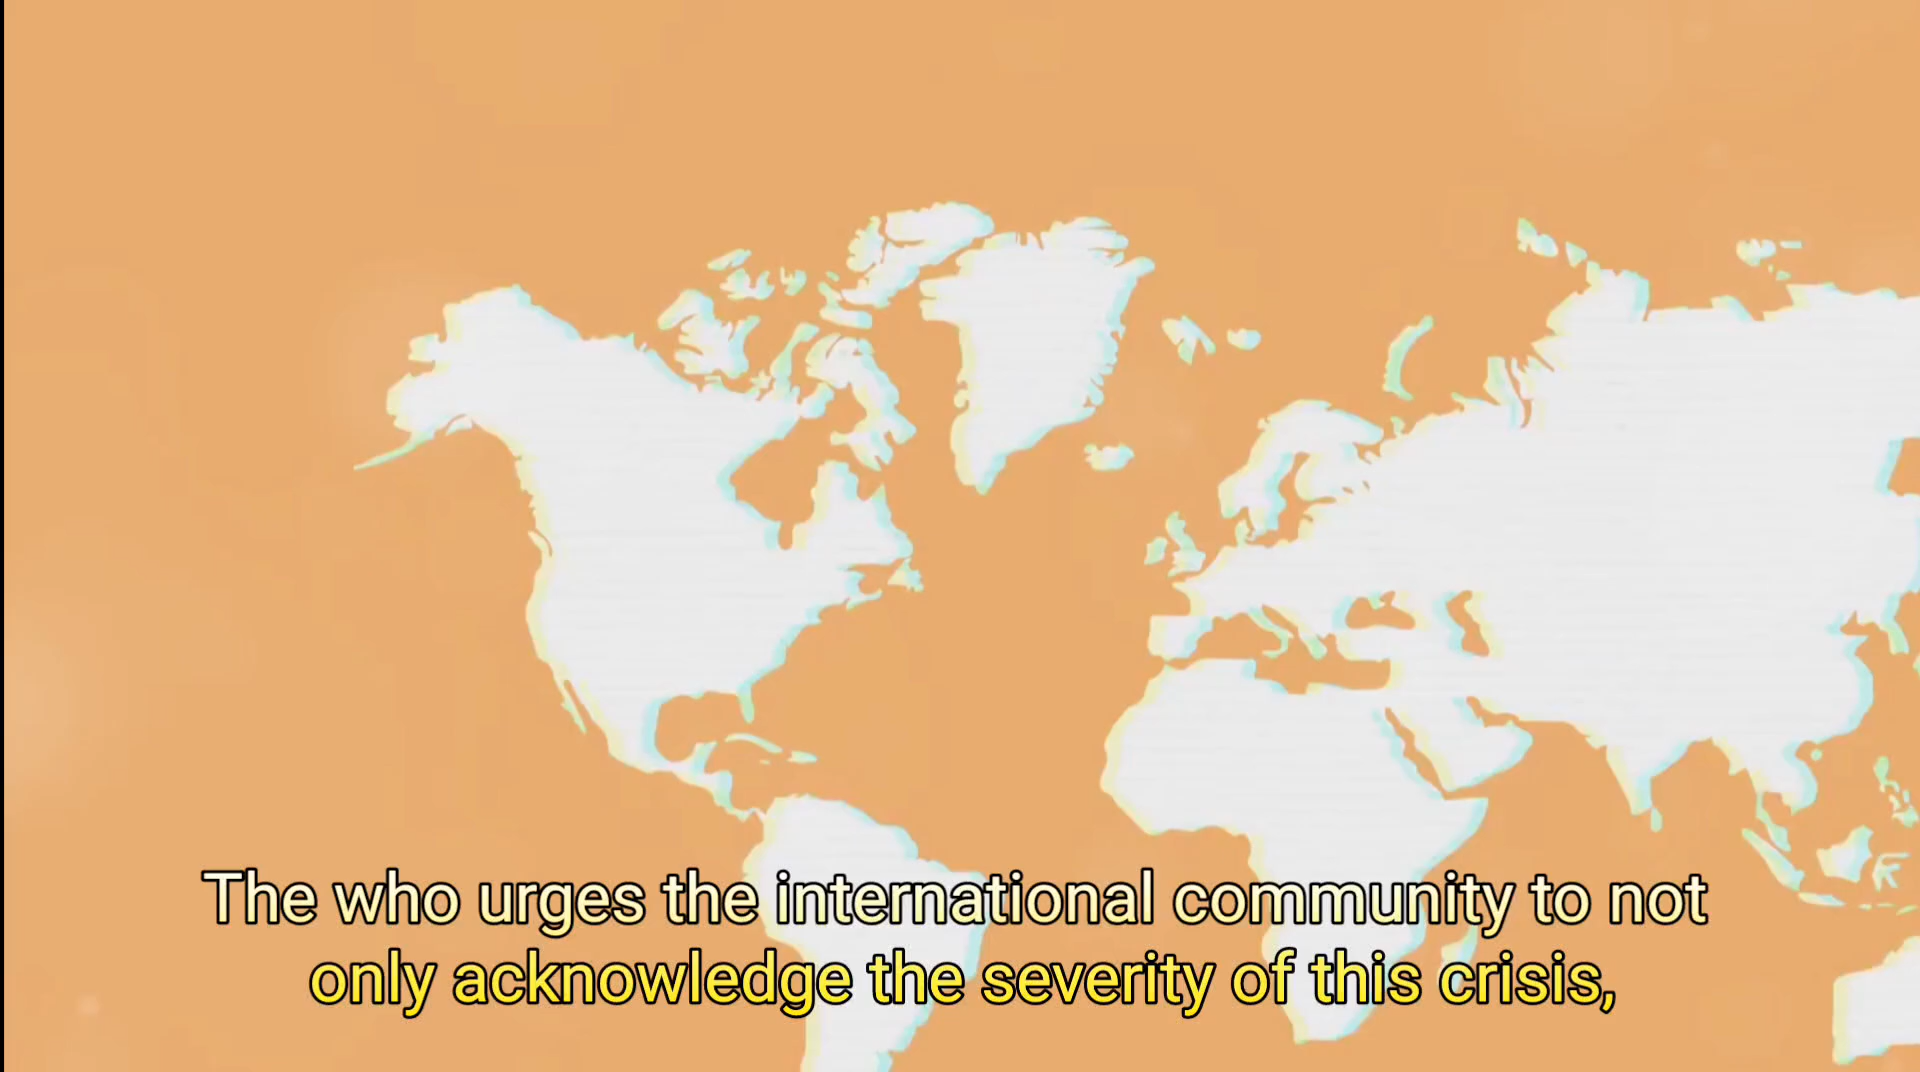 The who urges the international community to not
only acknowledge the severity of this crisis,